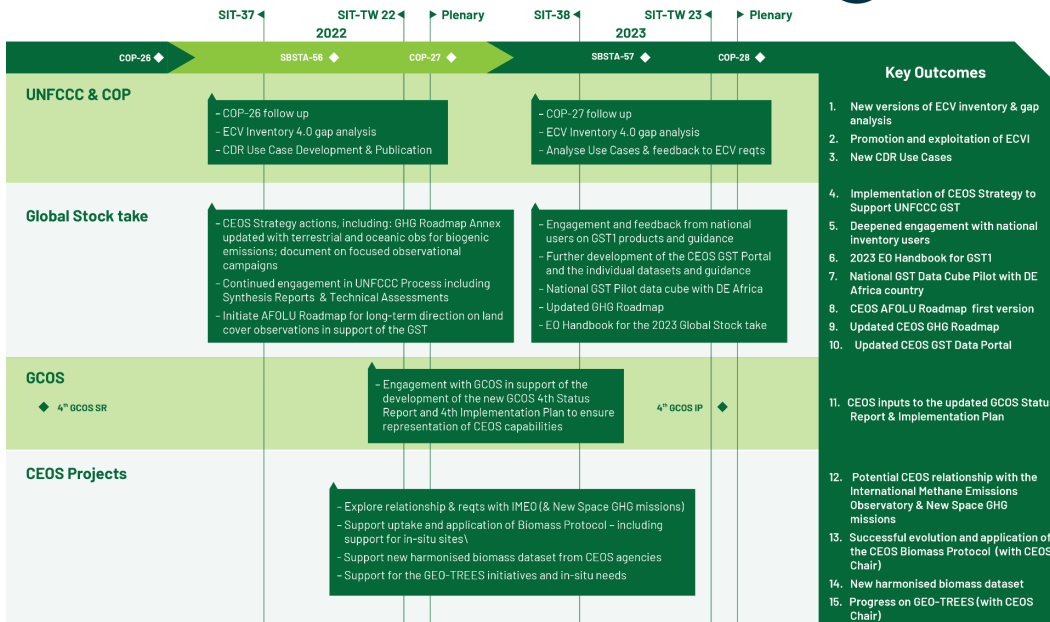 SIT-37
SIT-TW 22
Plenary
SIT-38
SIT-TW 23
Plenary
2022
2023
COP-26
SBSTA-56
COP-27
SBSTA-57
COP-28
UNFCCC & COP
- COP-26 follow up
- ECV Inventory 4.0 gap analysis
- CDR Use Case Development & Publication
- COP-27 follow up
- ECV Inventory 4.0 gap analysis
- Analyse Use Cases & feedback to ECV reqts
Global Stock take
- CEOS Strategy actions, including: GHG Roadmap Annex
updated with terrestrial and oceanic obs for biogenic
emissions; document on focused observational
campaigns
- Continued engagement in UNFCCC Process including
Synthesis Reports & Technical Assessments
- Initiate AFOLU Roadmap for long-term direction on land
cover observations in support of the GST
- Engagement and feedback from national
users on GST1 products and guidance
- Further development of the CEOS GST Portal
and the individual datasets and guidance
- National GST Pilot data cube with DE Africa
- Updated GHG Roadmap
- EO Handbook for the 2023 Global Stock take
GCOS
4th GCOS SR
- Engagement with GCOS in support of the
development of the new GCOS 4th Status
Report and 4th Implementation Plan to ensure
representation of CEOS capabilities
4th GCOS IP
CEOS Projects
- Explore relationship & reqts with IMEO (& New Space GHG missions)
- Support uptake and application of Biomass Protocol – including
support for in-situ sites\
- Support new harmonised biomass dataset from CEOS agencies
- Support for the GEO-TREES initiatives and in-situ needs
Key Outcomes
1. New versions of ECV inventory & gap
analysis
2. Promotion and exploitation of ECVI
3. New CDR Use Cases
4. Implementation of CEOS Strategy to
Support UNFCCC GST
5. Deepened engagement with national
inventory users
6. 2023 EO Handbook for GST1
7. National GST Data Cube Pilot with DE
Africa country
8. CEOS AFOLU Roadmap first version
9. Updated CEOS GHG Roadmap
10. Updated CEOS GST Data Portal
11. CEOS inputs to the updated GCOS Status
Report & Implementation Plan
12. Potential CEOS relationship with the
International Methane Emissions
Observatory & New Space GHG
missions
13. Successful evolution and application of
the CEOS Biomass Protocol (with CEOS
Chair)
14. New harmonised biomass dataset
15. Progress on GEO-TREES (with CEOS
Chair)